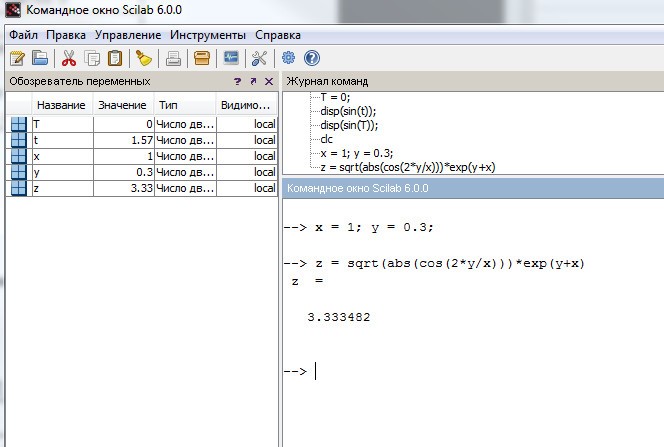 Командное окно Scilab 6.0.0
Файл Правка Управление Инструменты Справка
Обозреватель переменных ? ↗ ×
Название Значение Тип Видимо...
T 0 Число дв... local
t 1.57 Число дв... local
x 1 Число дв... local
y 0.3 Число дв... local
z 3.33 Число дв... local
Журнал команд
T = 0;
disp(sin(t));
disp(sin(T));
clc
x = 1; y = 0.3;
z = sqrt(abs(cos(2*y/x)))*exp(y+x)
Командное окно Scilab 6.0.0
--> x = 1; y = 0.3;
--> z = sqrt(abs(cos(2*y/x)))*exp(y+x)
z =
3.333482
-->